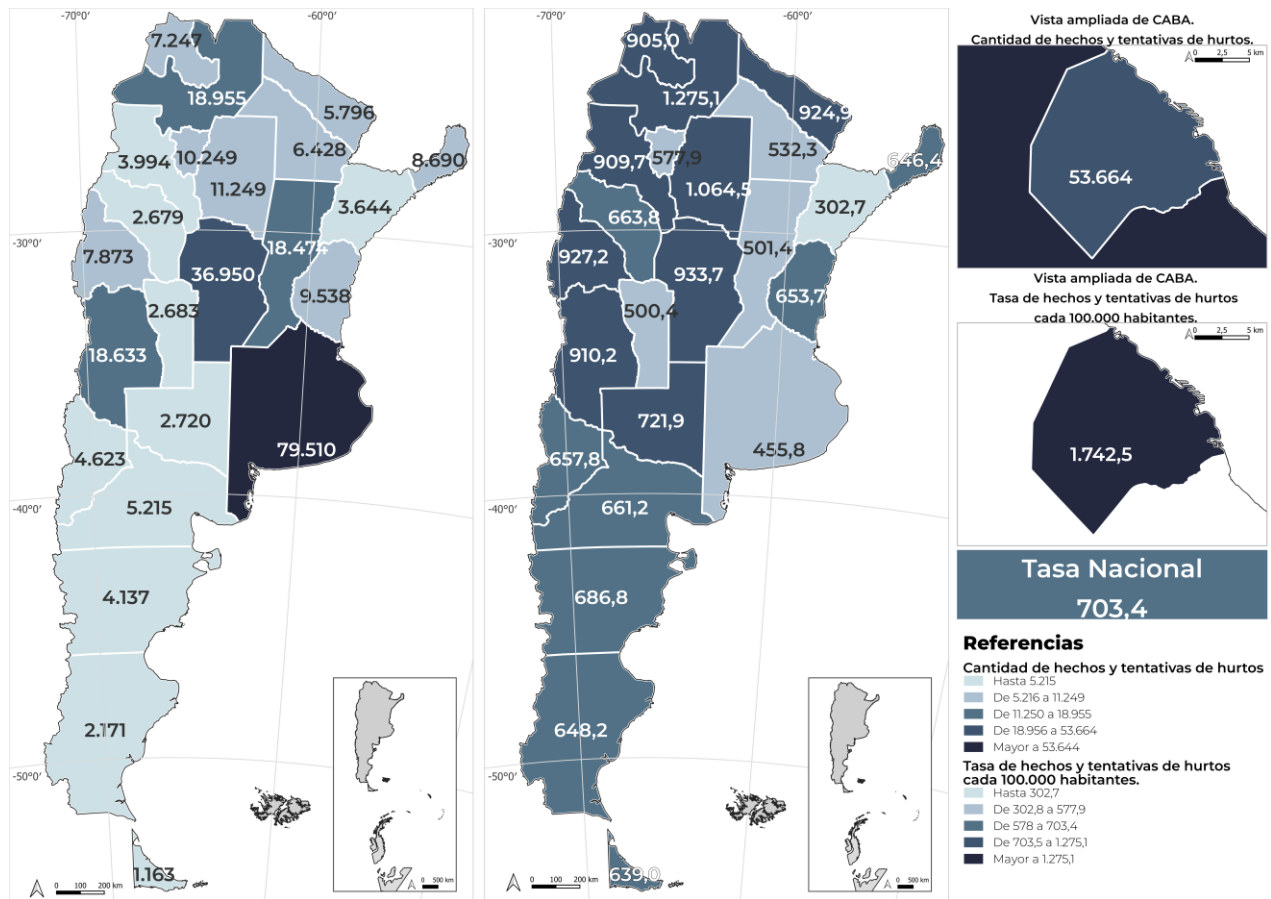 -70°0'
-60°0'
7.247
18.955
5.796
3.994
10.249
6.428
8.690
11.249
2.679
3.644
-30°0'
7.873
18.474
36.950
9.538
2.683
18.633
2.720
79.510
4.623
-40°0'
5.215
4.137
2.171
-50°0'
1.163
0 100 200 km
0 500 km
-70°0'
-60°0'
905,0
1.275,1
924,9
909,7
577,9
532,3
646,4
1.064,5
663,8
302,7
-30°0'
927,2
501,4
933,7
653,7
500,4
910,2
721,9
455,8
657,8
-40°0'
661,2
686,8
648,2
-50°0'
639,0
0 100 200 km
0 500 km
Vista ampliada de CABA.
Cantidad de hechos y tentativas de hurtos.
0 2,5 5 km
53.664
Vista ampliada de CABA.
Tasa de hechos y tentativas de hurtos
cada 100.000 habitantes.
0 2,5 5 km
1.742,5
Tasa Nacional
703,4
Referencias
Cantidad de hechos y tentativas de hurtos
Hasta 5.215
De 5.216 a 11.249
De 11.250 a 18.955
De 18.956 a 53.664
Mayor a 53.644
Tasa de hechos y tentativas de hurtos
cada 100.000 habitantes.
Hasta 302,7
De 302,8 a 577,9
De 578 a 703,4
De 703,5 a 1.275,1
Mayor a 1.275,1